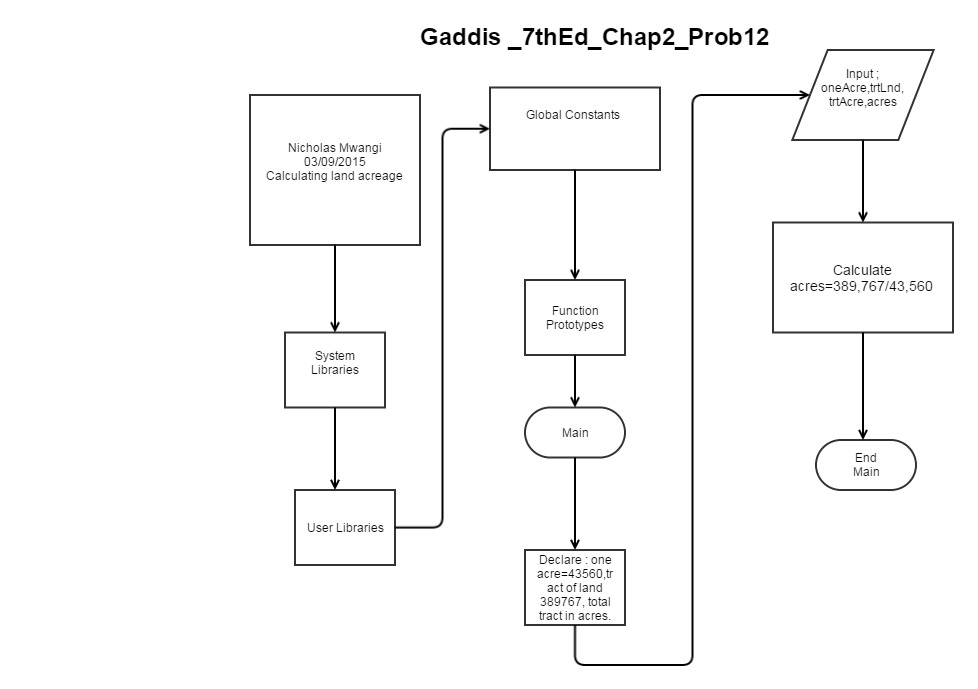 Gaddis _7thEd_Chap2_Prob12
Nicholas Mwangi
03/09/2015
Calculating land acreage
System
Libraries
User Libraries
Global Constants
Function
Prototypes
Main
Declare : one
acre=43560,tr
act of land
389767, total
tract in acres.
Input ;
oneAcre,trtLnd,
trtAcre,acres
Calculate
acres=389,767/43,560
End
Main